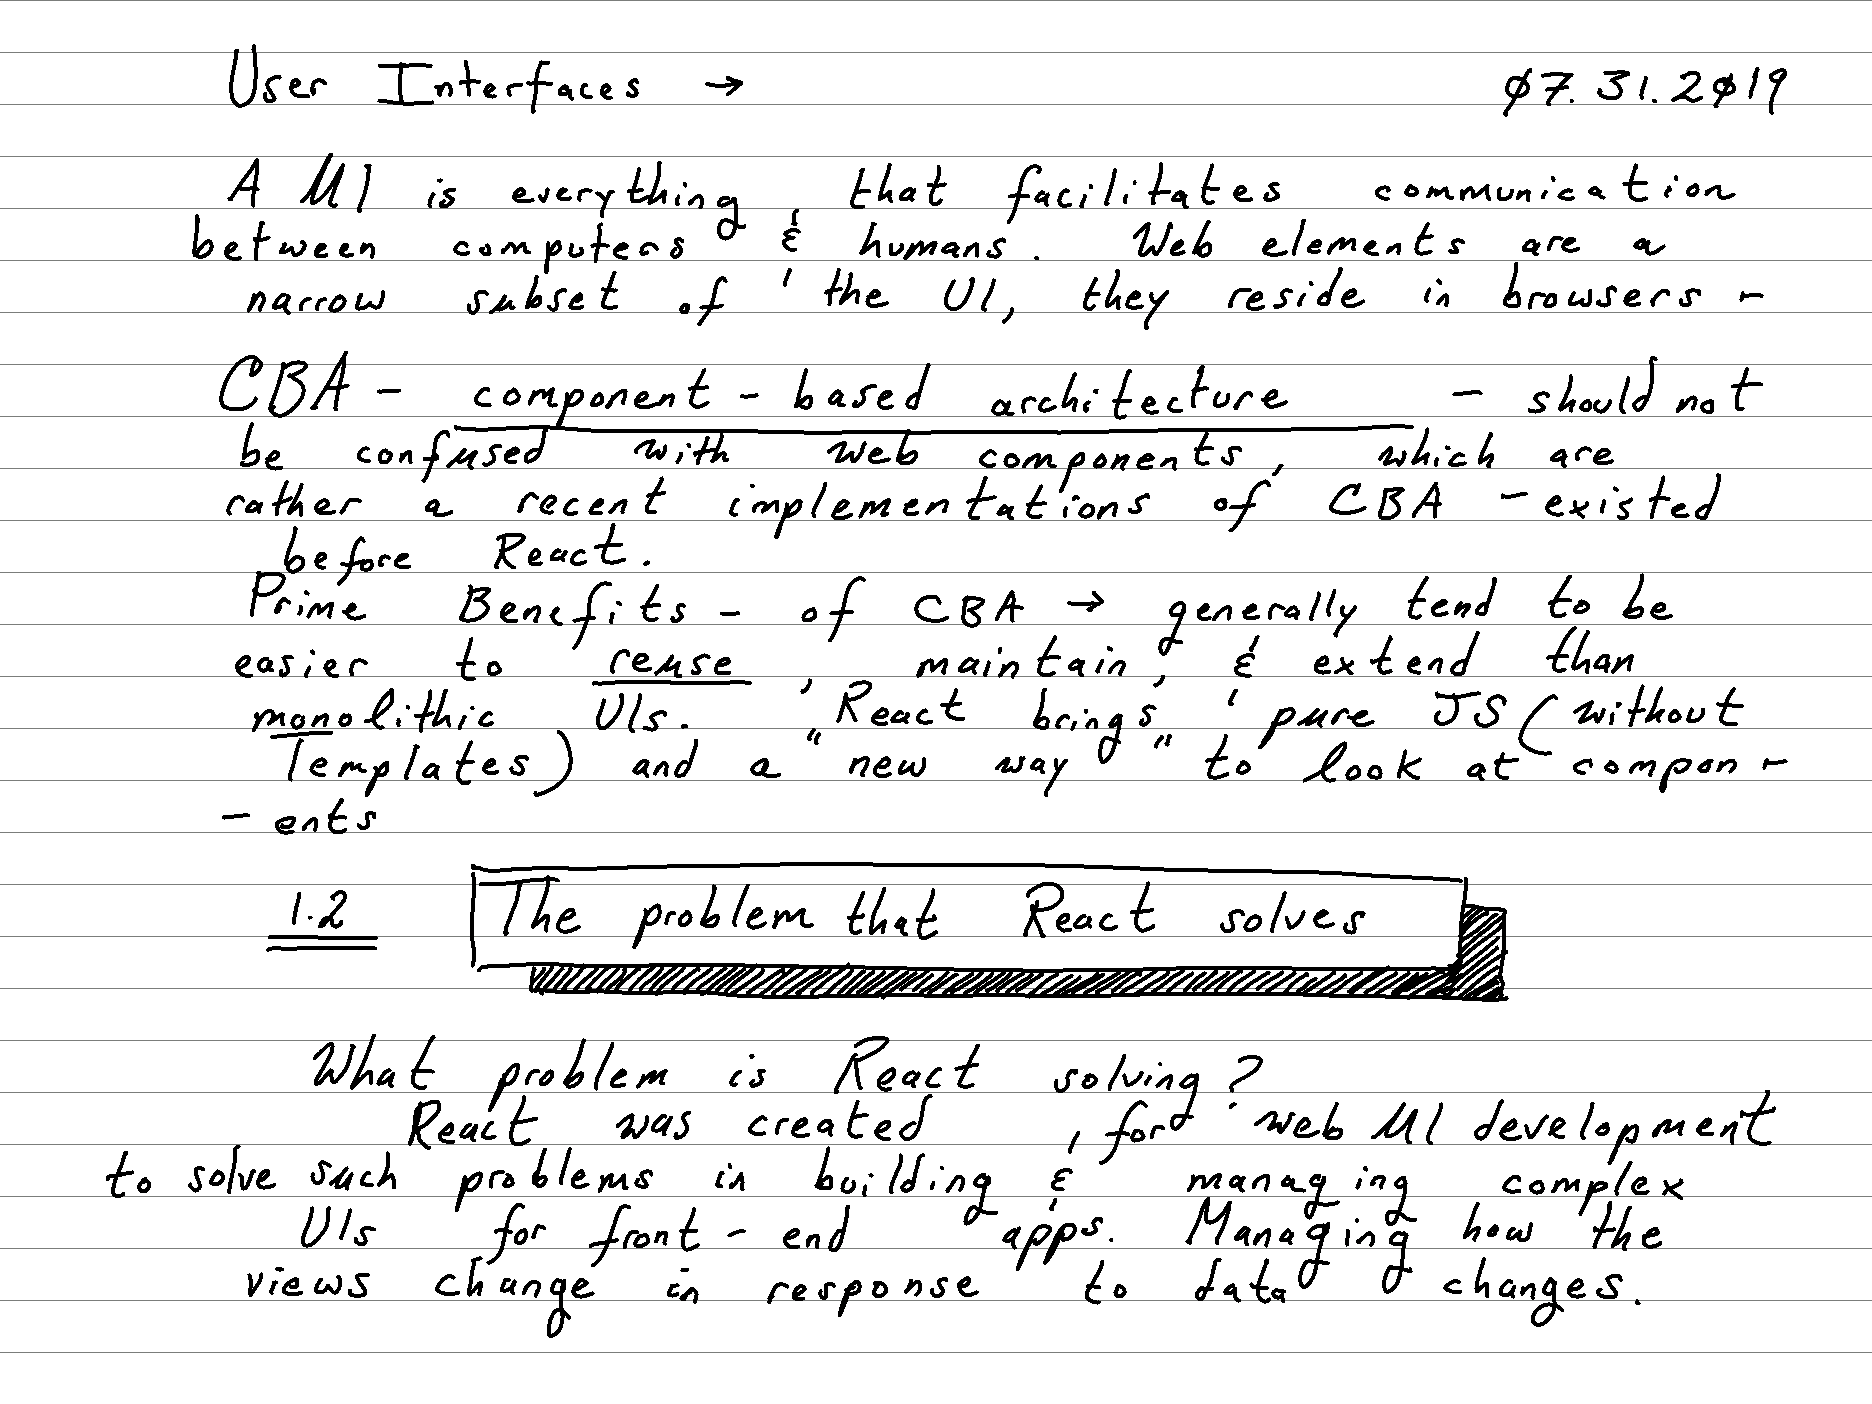 User Interfaces → 07.31.2019
A UI is everything that facilitates communication
between computers & humans. Web elements are a
narrow subset of the UI, they reside in browsers -
CBA - component - based architecture - should not
be confused with web components, which are
rather a recent implementations of CBA - existed
before React.
Prime Benefits - of CBA → generally tend to be
easier to reuse, maintain, & extend than
monolithic UIs. React brings pure JS (without
Templates) and a "new way" to look at compon -
- ents
1.2 The problem that React solves
What problem is React solving?
React was created, for web UI development
to solve such problems in building & managing complex
UIs for front - end apps. Managing how the
views change in response to data changes.